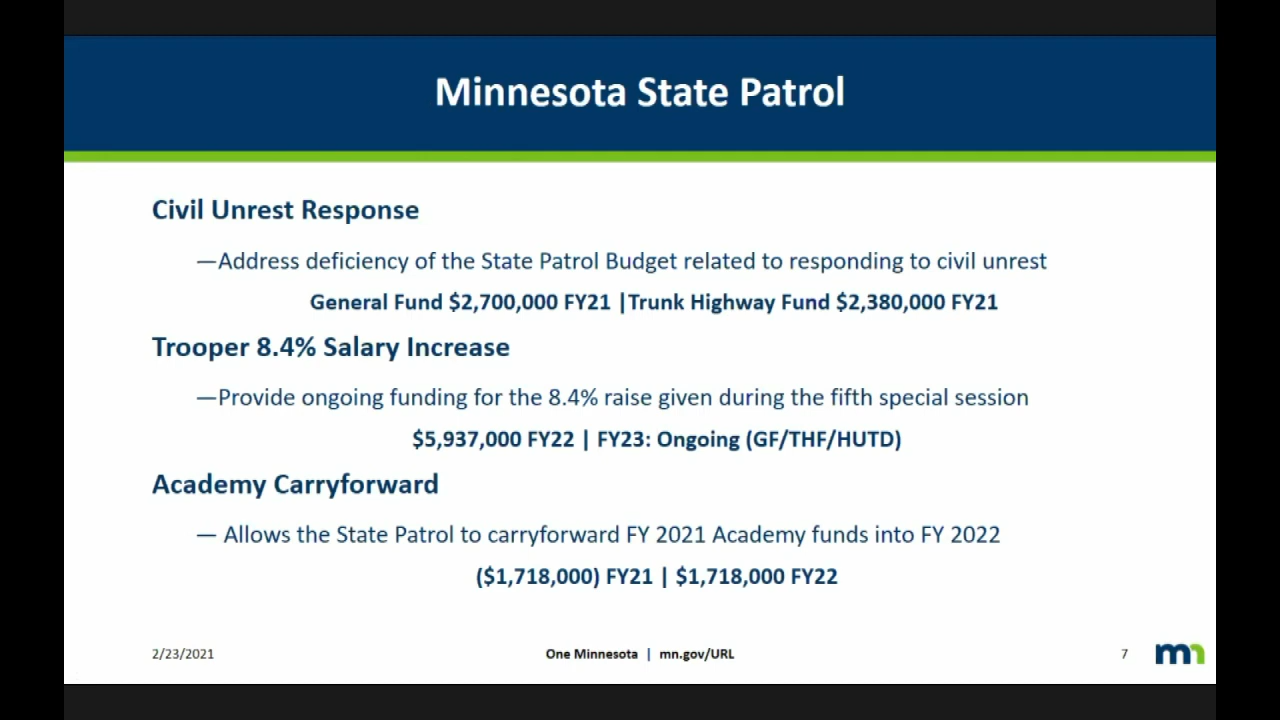 Minnesota State Patrol
Civil Unrest Response
—Address deficiency of the State Patrol Budget related to responding to civil unrest
General Fund $2,700,000 FY21 |Trunk Highway Fund $2,380,000 FY21
Trooper 8.4% Salary Increase
—Provide ongoing funding for the 8.4% raise given during the fifth special session
$5,937,000 FY22 | FY23: Ongoing (GF/THF/HUTD)
Academy Carryforward
— Allows the State Patrol to carryforward FY 2021 Academy funds into FY 2022
($1,718,000) FY21 | $1,718,000 FY22
2/23/2021 One Minnesota | mn.gov/URL 7 mn